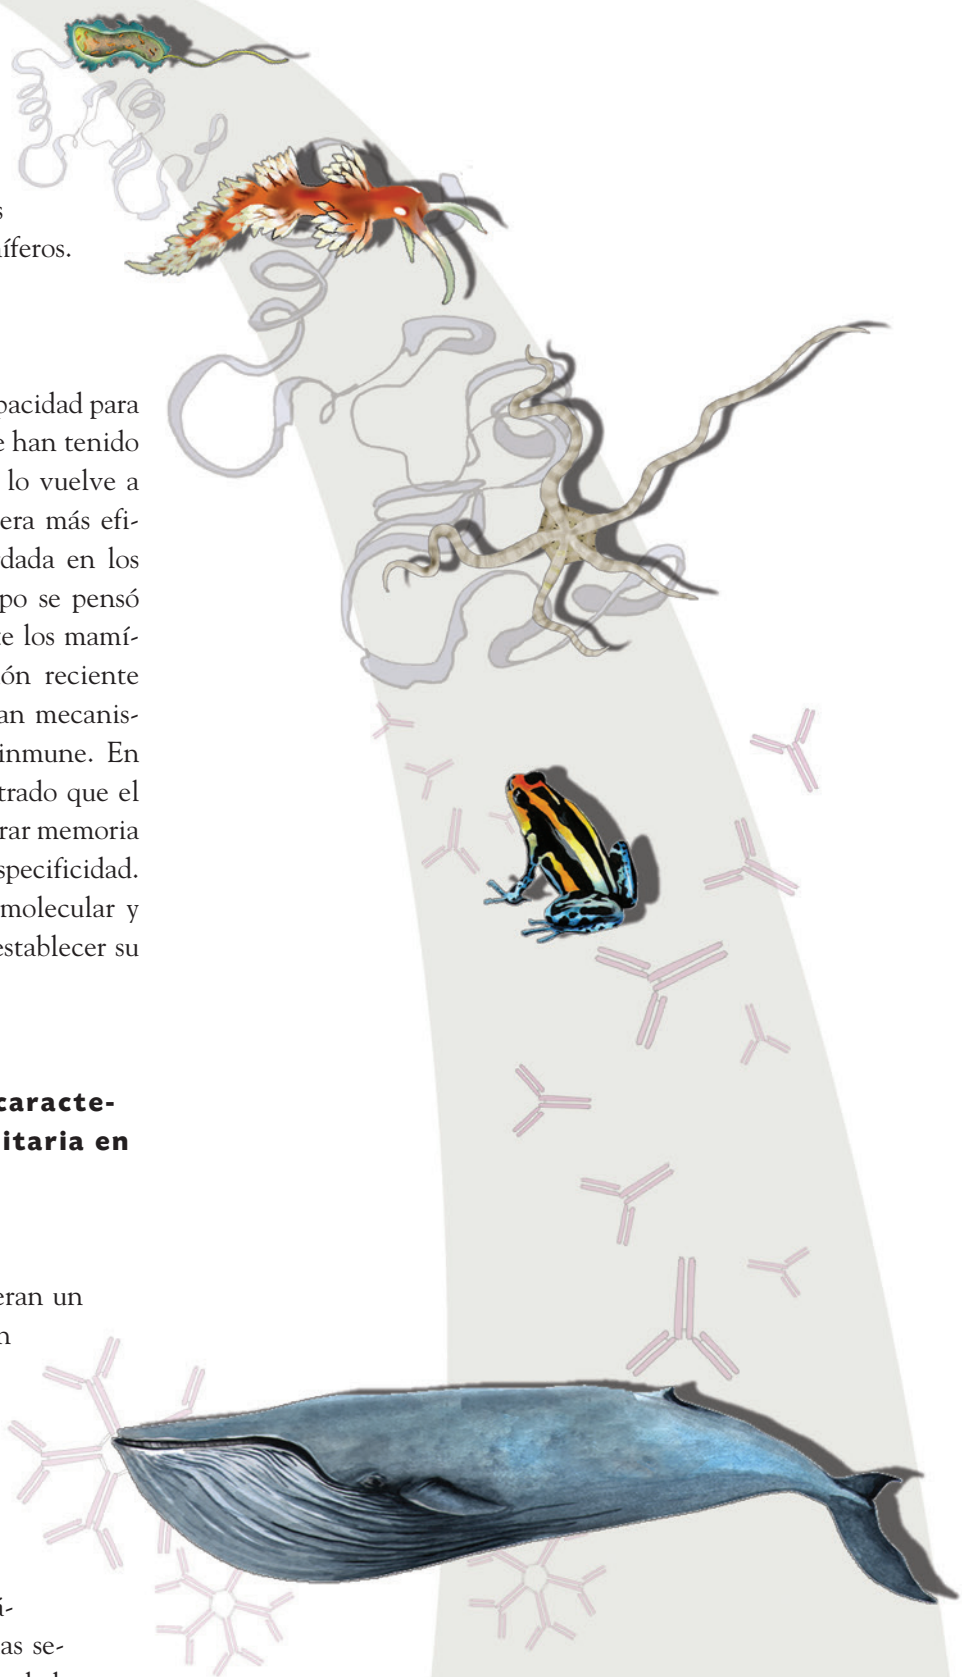 níferos.
pacidad para
e han tenido
lo vuelve a
era más efi-
dada en los
po se pensó
te los mamí-
ón reciente
an mecanis-
inmune. En
trado que el
rar memoria
specificidad.
molecular y
establecer su
caracte-
itaria en
eran un
n
as se-